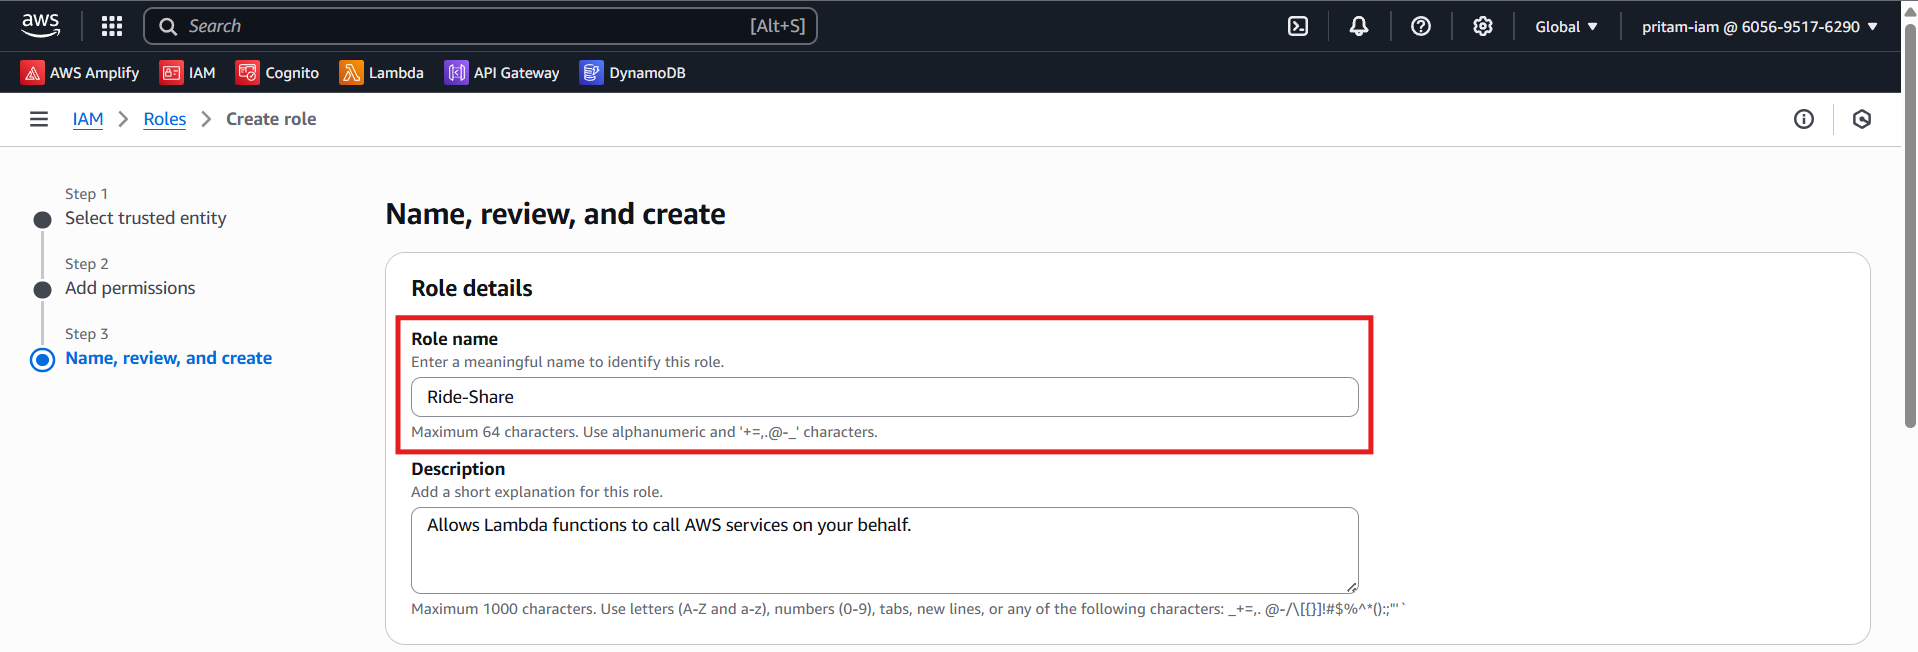 aws
Search [Alt+S] Global pritam-iam @ 6056-9517-6290
AWS Amplify IAM Cognito Lambda API Gateway DynamoDB
IAM Roles Create role
Step 1
Select trusted entity
Step 2
Add permissions
Step 3
Name, review, and create
Name, review, and create
Role details
Role name
Enter a meaningful name to identify this role.
Ride-Share
Maximum 64 characters. Use alphanumeric and '+=,.@-_' characters.
Description
Add a short explanation for this role.
Allows Lambda functions to call AWS services on your behalf.
Maximum 1000 characters. Use letters (A-Z and a-z), numbers (0-9), tabs, new lines, or any of the following characters: _+=,. @-/\[{}]!#$%^*();:"'`